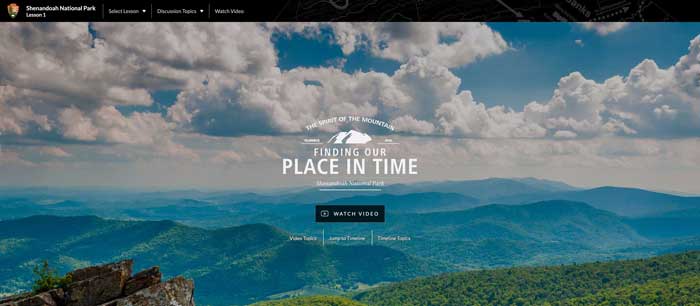 Shenandoah National Park
Lesson 1
Select Lesson
Discussion Topics
Watch Video
THE SPIRIT OF THE MOUNTAIN
FINDING OUR
PLACE IN TIME
Shenandoah National Park
WATCH VIDEO
Video Topics
Jump to Timeline
Timeline Topics